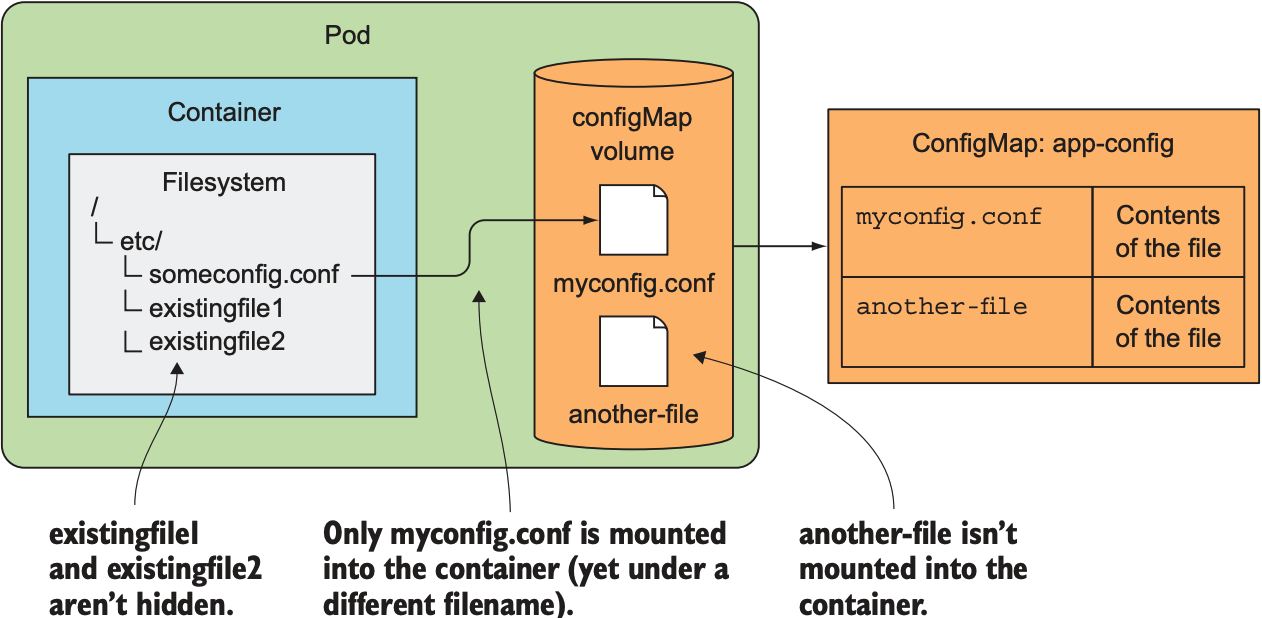 Pod
Container
Filesystem
/
etc/
someconfig.conf
existingfile1
existingfile2
configMap
volume
myconfig.conf
another-file
ConfigMap: app-config
myconfig.conf
Contents
of the file
another-file
Contents
of the file
existingfile1
and existingfile2
aren’t hidden.
Only myconfig.conf is mounted
into the container (yet under a
different filename).
another-file isn’t
mounted into the
container.